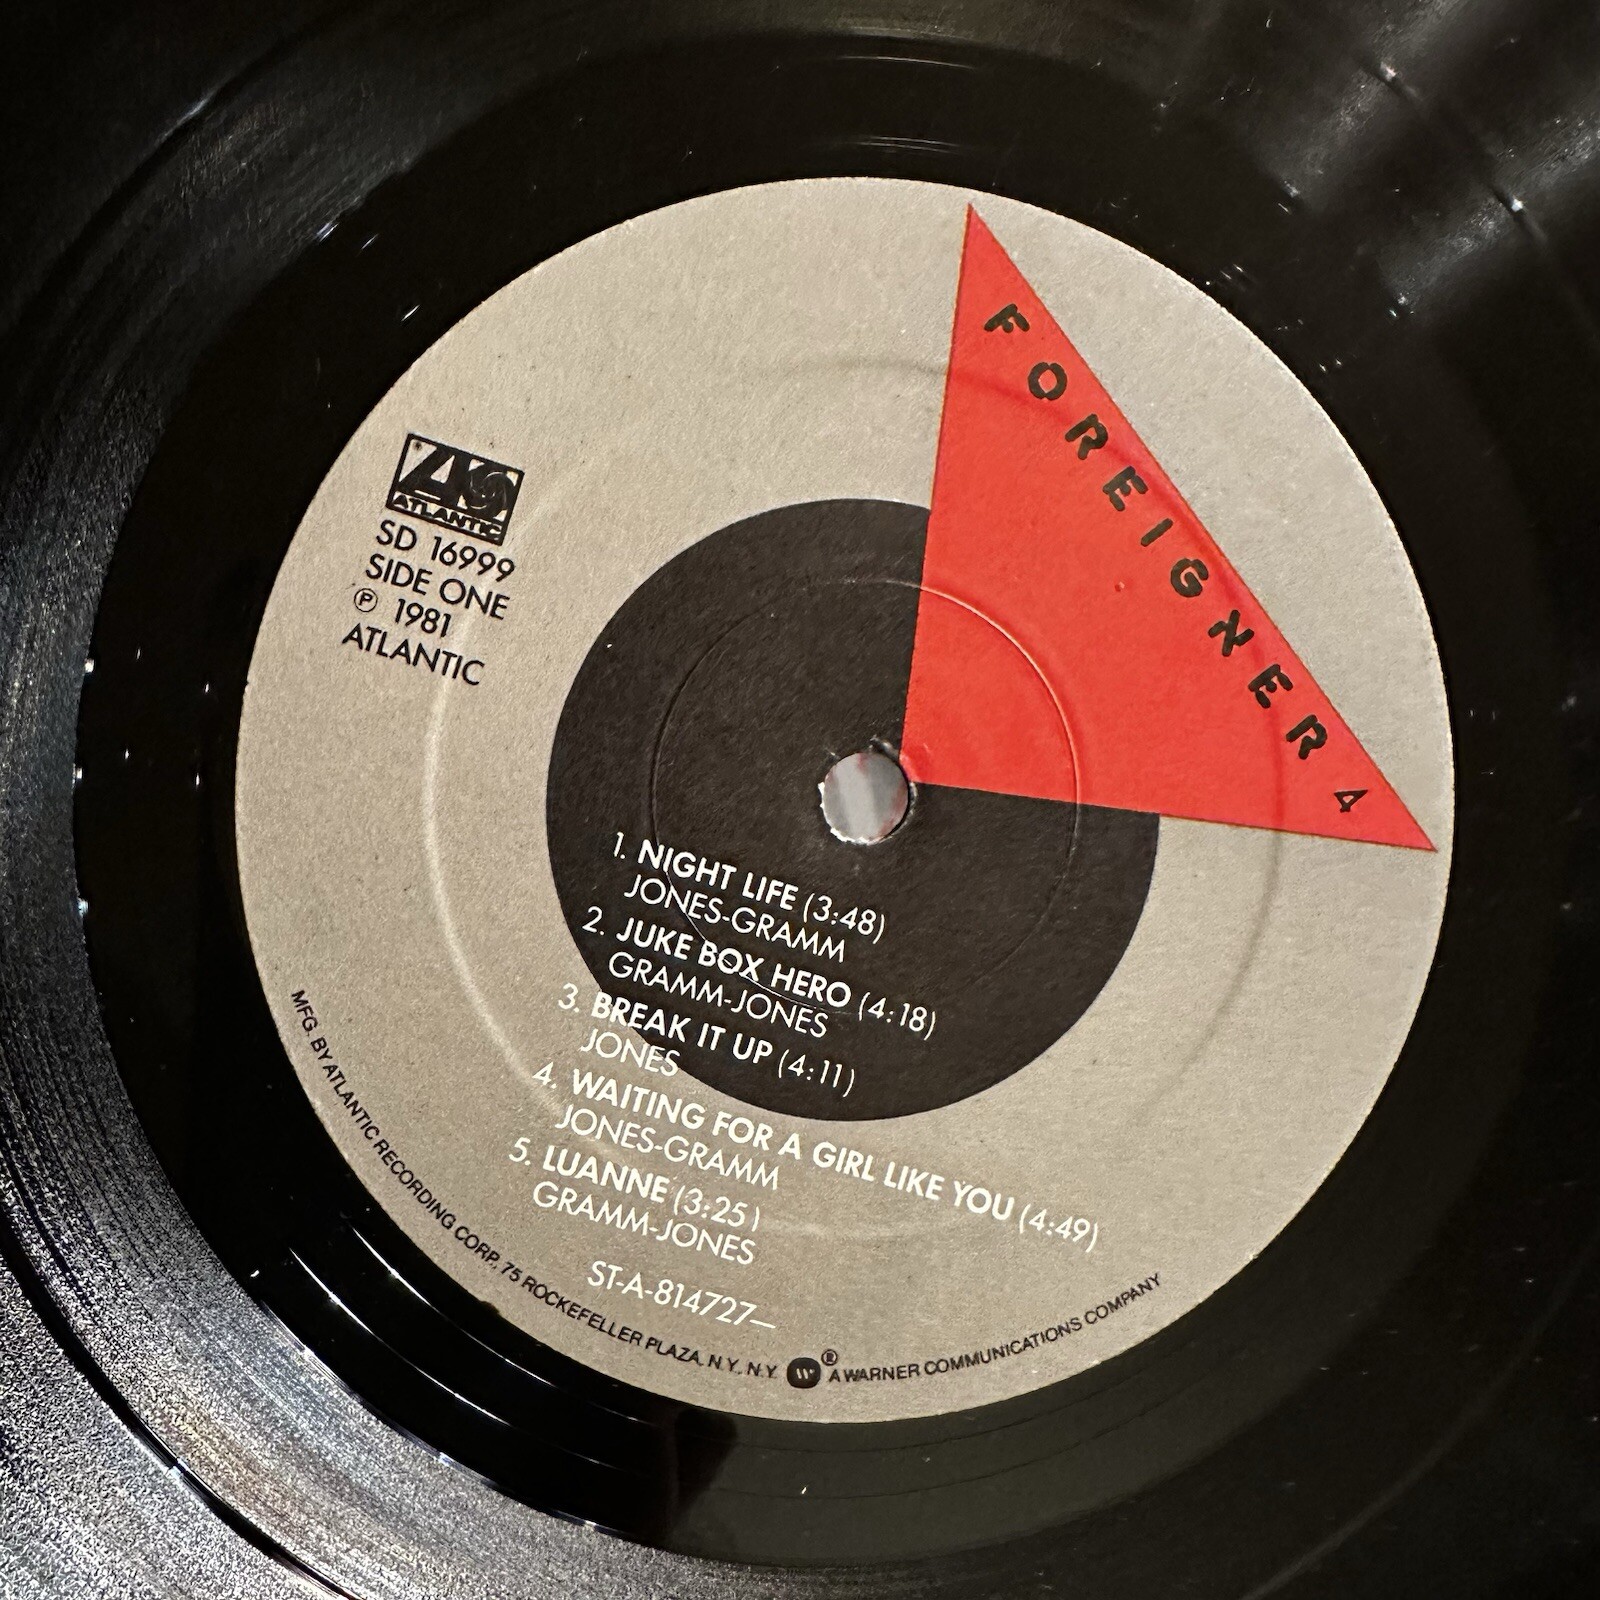 FOREIGNER 4
ATLANTIC
SD 16999
SIDE ONE
℗ 1981
ATLANTIC
1. NIGHT LIFE (3:48)
JONES-GRAMM
2. JUKE BOX HERO (4:18)
GRAMM-JONES
3. BREAK IT UP (4:11)
JONES
4. WAITING FOR A GIRL LIKE YOU (4:49)
JONES-GRAMM
5. LUANNE (3:25)
GRAMM-JONES
ST-A-814727—
MFG. BY ATLANTIC RECORDING CORP., 75 ROCKEFELLER PLAZA, N.Y., N.Y. ® A WARNER COMMUNICATIONS COMPANY